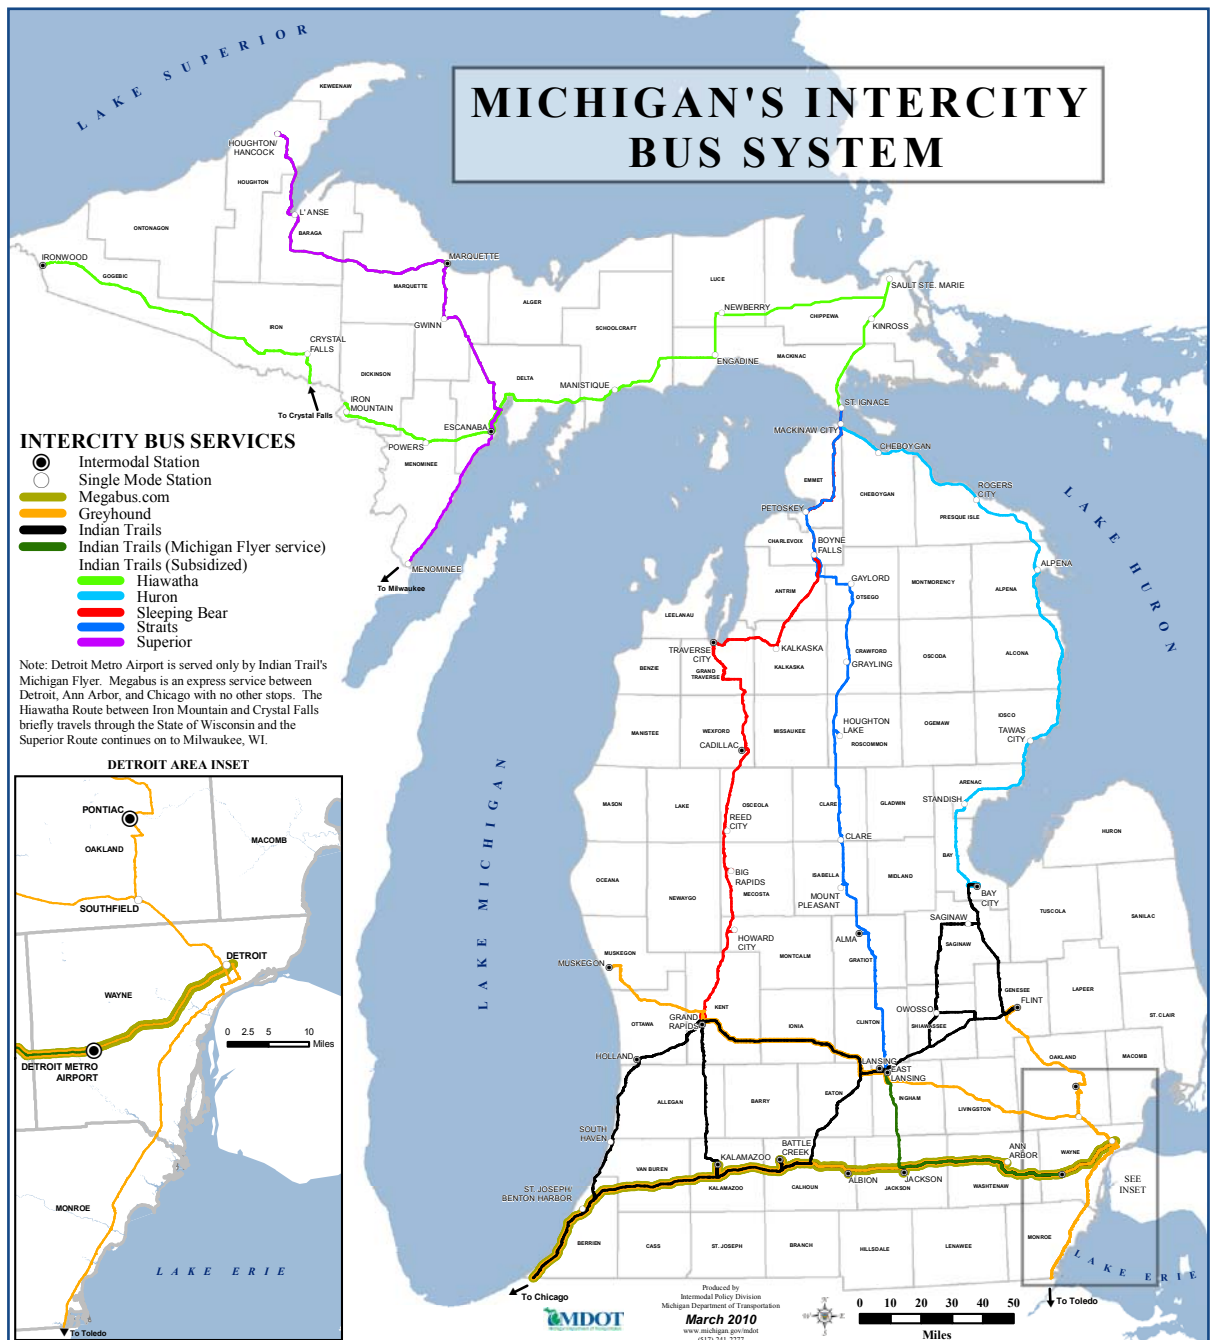 MICHIGAN'S INTERCITY
BUS SYSTEM
LAKE SUPERIOR
KEWEENAW
HOUGHTON/
HANCOCK
HOUGHTON
L'ANSE
BARAGA
ONTONAGON
IRONWOOD
GOGEBIC
MARQUETTE
MARQUETTE
ALGER
LUCE
SAULT STE. MARIE
NEWBERRY
CHIPPEWA
KINROSS
GWINN
IRON
SCHOOLCRAFT
CRYSTAL
FALLS
MACKINAC
ENGADINE
DICKINSON
DELTA
MANISTIQUE
To Crystal Falls
IRON
MOUNTAIN
ST. IGNACE
ESCANABA
MACKINAW CITY
POWERS
MENOMINEE
CHEBOYGAN
MENOMINEE
To Milwaukee
INTERCITY BUS SERVICES
Intermodal Station
Single Mode Station
Megabus.com
Greyhound
Indian Trails
Indian Trails (Michigan Flyer service)
Indian Trails (Subsidized)
Hiawatha
Huron
Sleeping Bear
Straits
Superior
Note: Detroit Metro Airport is served only by Indian Trail's
Michigan Flyer. Megabus is an express service between
Detroit, Ann Arbor, and Chicago with no other stops. The
Hiawatha Route between Iron Mountain and Crystal Falls
briefly travels through the State of Wisconsin and the
Superior Route continues on to Milwaukee, WI.
EMMET
CHEBOYGAN
ROGERS
CITY
PRESQUE ISLE
LAKE HURON
PETOSKEY
CHARLEVOIX
BOYNE
FALLS
ALPENA
GAYLORD
OTSEGO
MONTMORENCY
ALPENA
ANTRIM
LEELANAU
TRAVERSE
CITY
KALKASKA
KALKASKA
CRAWFORD
GRAYLING
OSCODA
ALCONA
BENZIE
GRAND
TRAVERSE
MANISTEE
WEXFORD
CADILLAC
MISSAUKEE
HOUGHTON
LAKE
ROSCOMMON
OGEMAW
IOSCO
TAWAS
CITY
ARENAC
STANDISH
MASON
LAKE
OSCEOLA
REED
CITY
CLARE
GLADWIN
CLARE
HURON
LAKE MICHIGAN
OCEANA
NEWAYGO
BIG
RAPIDS
MECOSTA
ISABELLA
MOUNT
PLEASANT
MIDLAND
BAY
BAY
CITY
TUSCOLA
SANILAC
SAGINAW
SAGINAW
HOWARD
CITY
MONTCALM
ALMA
GRATIOT
MUSKEGON
MUSKEGON
GENESEE
FLINT
LAPEER
ST. CLAIR
KENT
GRAND
RAPIDS
OTTAWA
IONIA
CLINTON
OWOSSO
SHIAWASSEE
HOLLAND
LANSING
EAST
LANSING
OAKLAND
MACOMB
ALLEGAN
BARRY
EATON
INGHAM
LIVINGSTON
SOUTH
HAVEN
VAN BUREN
KALAMAZOO
KALAMAZOO
BATTLE
CREEK
CALHOUN
ALBION
JACKSON
JACKSON
ANN
ARBOR
WASHTENAW
WAYNE
SEE
INSET
ST. JOSEPH/
BENTON HARBOR
BERRIEN
CASS
ST. JOSEPH
BRANCH
HILLSDALE
LENAWEE
MONROE
LAKE ERIE
To Chicago
To Toledo
DETROIT AREA INSET
PONTIAC
OAKLAND
MACOMB
SOUTHFIELD
DETROIT
WAYNE
0 2.5 5 10
Miles
DETROIT METRO
AIRPORT
MONROE
LAKE ERIE
To Toledo
MDOT
Michigan Department of Transportation
Produced by
Intermodal Policy Division
Michigan Department of Transportation
March 2010
www.michigan.gov/mdot
(517) 241-2277
0 10 20 30 40 50
Miles